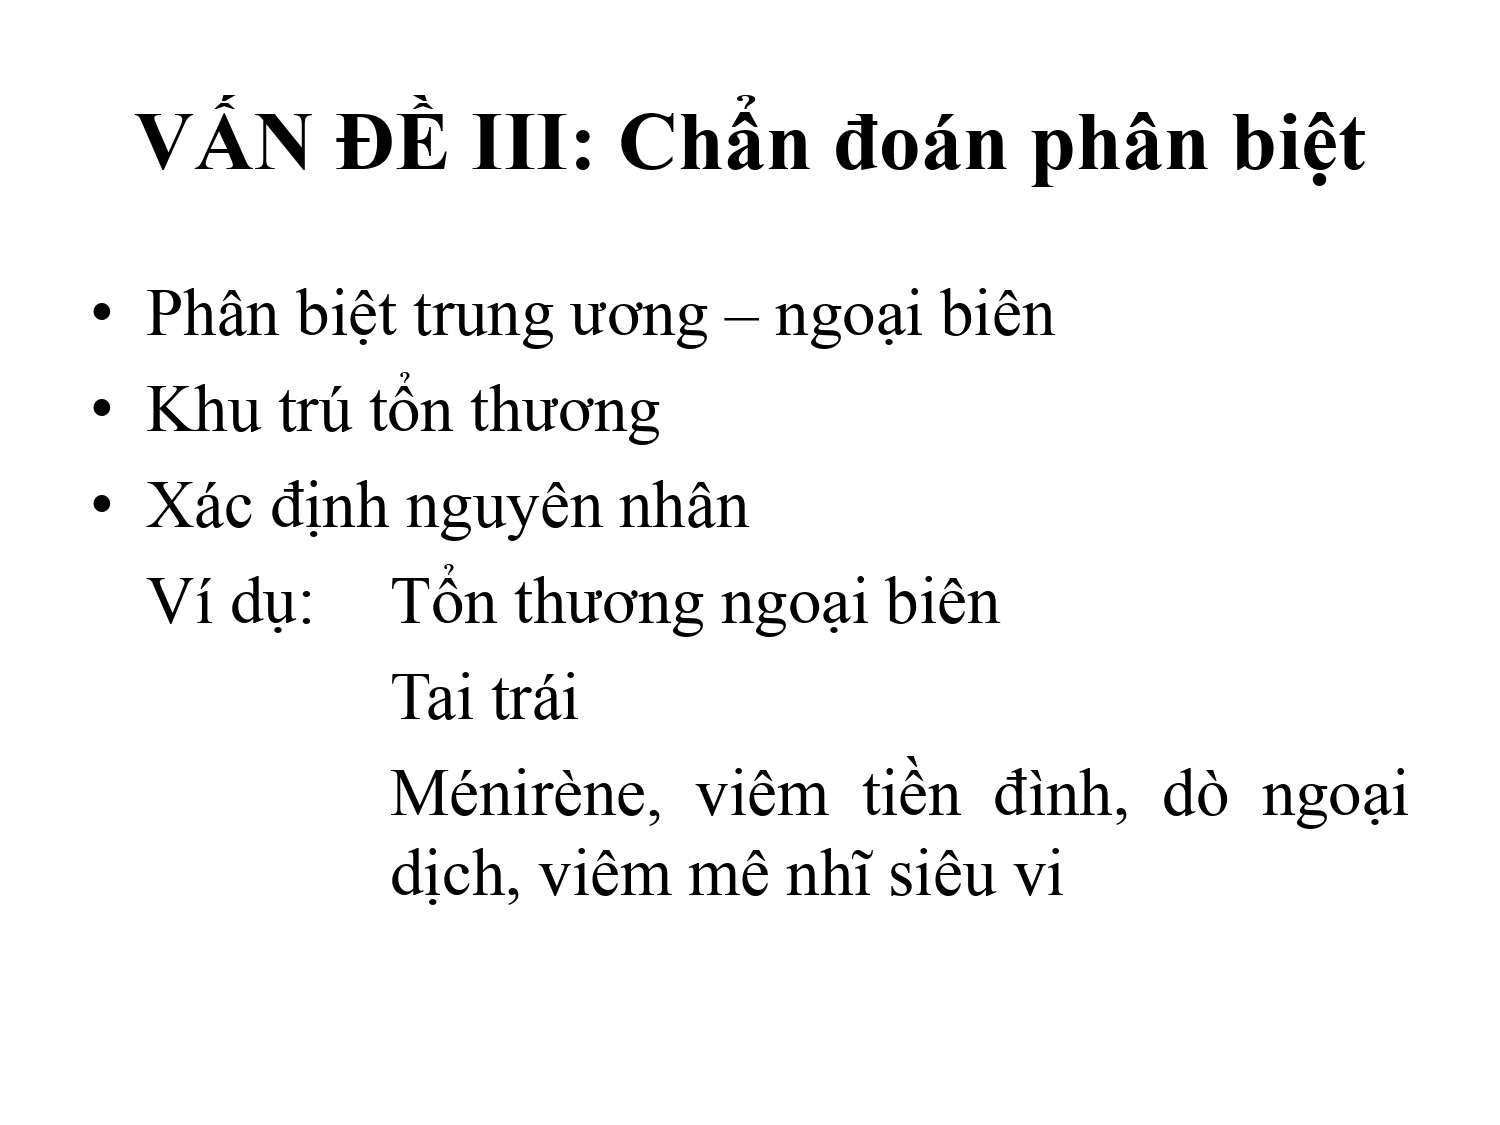 VẤN ĐỀ III: Chẩn đoán phân biệt
• Phân biệt trung ương – ngoại biên
• Khu trú tổn thương
• Xác định nguyên nhân
Ví dụ: Tổn thương ngoại biên
Tai trái
Ménirène, viêm tiền đình, dò ngoại
dịch, viêm mê nhĩ siêu vi